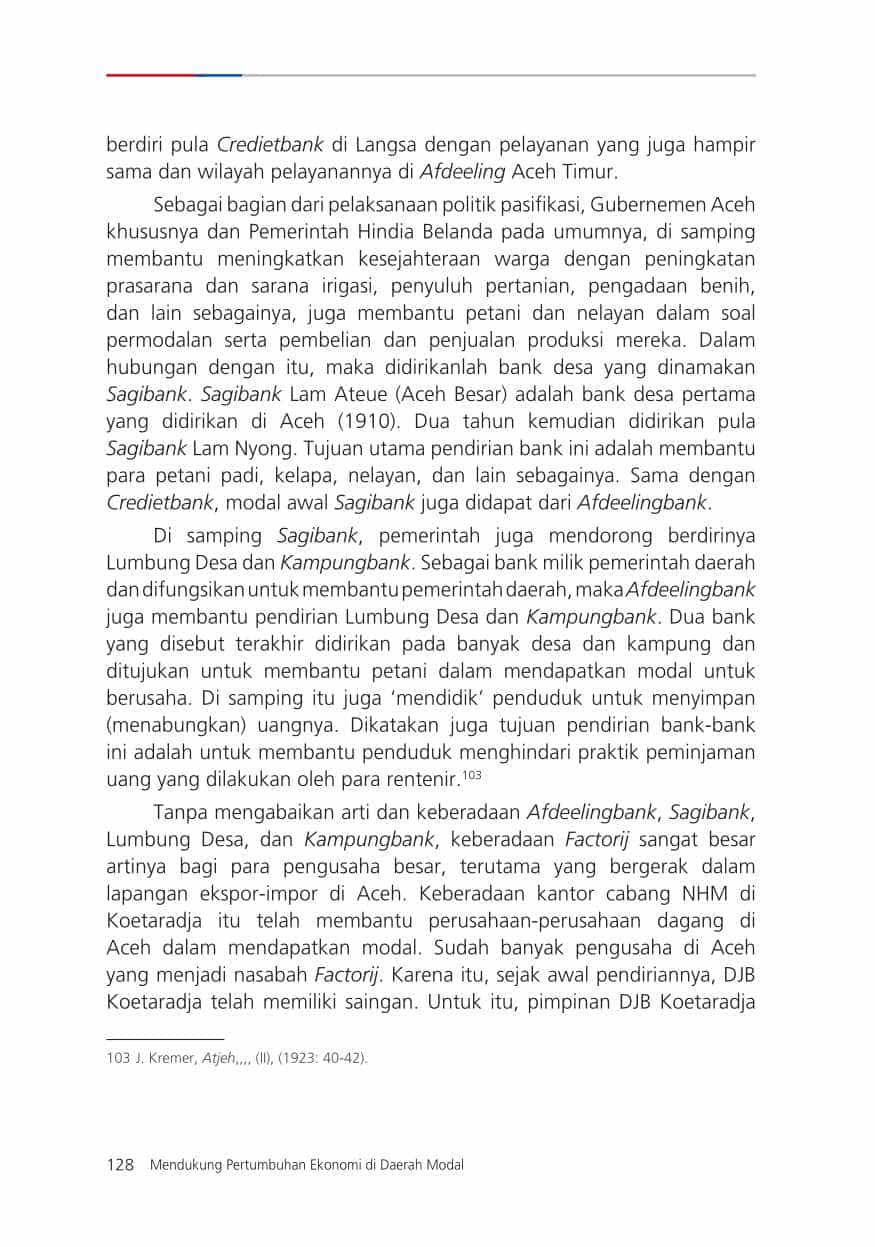 berdiri pula Credietbank di Langsa dengan pelayanan yang juga hampir
sama dan wilayah pelayanannya di Afdeeling Aceh Timur.
Sebagai bagian dari pelaksanaan politik pasifikasi, Gubernemen Aceh
khususnya dan Pemerintah Hindia Belanda pada umumnya, di samping
membantu meningkatkan kesejahteraan warga dengan peningkatan
prasarana dan sarana irigasi, penyuluh pertanian, pengadaan benih,
dan lain sebagainya, juga membantu petani dan nelayan dalam soal
permodalan serta pembelian dan penjualan produksi mereka. Dalam
hubungan dengan itu, maka didirikanlah bank desa yang dinamakan
Sagibank. Sagibank Lam Ateue (Aceh Besar) adalah bank desa pertama
yang didirikan di Aceh (1910). Dua tahun kemudian didirikan pula
Sagibank Lam Nyong. Tujuan utama pendirian bank ini adalah membantu
para petani padi, kelapa, nelayan, dan lain sebagainya. Sama dengan
Credietbank, modal awal Sagibank juga didapat dari Afdeelingbank.
Di samping Sagibank, pemerintah juga mendorong berdirinya
Lumbung Desa dan Kampungbank. Sebagai bank milik pemerintah daerah
dan difungsikan untuk membantu pemerintah daerah, maka Afdeelingbank
juga membantu pendirian Lumbung Desa dan Kampungbank. Dua bank
yang disebut terakhir didirikan pada banyak desa dan kampung dan
ditujukan untuk membantu petani dalam mendapatkan modal untuk
berusaha. Di samping itu juga ‘mendidik’ penduduk untuk menyimpan
(menabungkan) uangnya. Dikatakan juga tujuan pendirian bank-bank
ini adalah untuk membantu penduduk menghindari praktik peminjaman
uang yang dilakukan oleh para rentenir.103
Tanpa mengabaikan arti dan keberadaan Afdeelingbank, Sagibank,
Lumbung Desa, dan Kampungbank, keberadaan Factorij sangat besar
artinya bagi para pengusaha besar, terutama yang bergerak dalam
lapangan ekspor-impor di Aceh. Keberadaan kantor cabang NHM di
Koetaradja itu telah membantu perusahaan-perusahaan dagang di
Aceh dalam mendapatkan modal. Sudah banyak pengusaha di Aceh
yang menjadi nasabah Factorij. Karena itu, sejak awal pendiriannya, DJB
Koetaradja telah memiliki saingan. Untuk itu, pimpinan DJB Koetaradja
103 J. Kremer, Atjeh,,,, (II), (1923: 40-42).
128 Mendukung Pertumbuhan Ekonomi di Daerah Modal